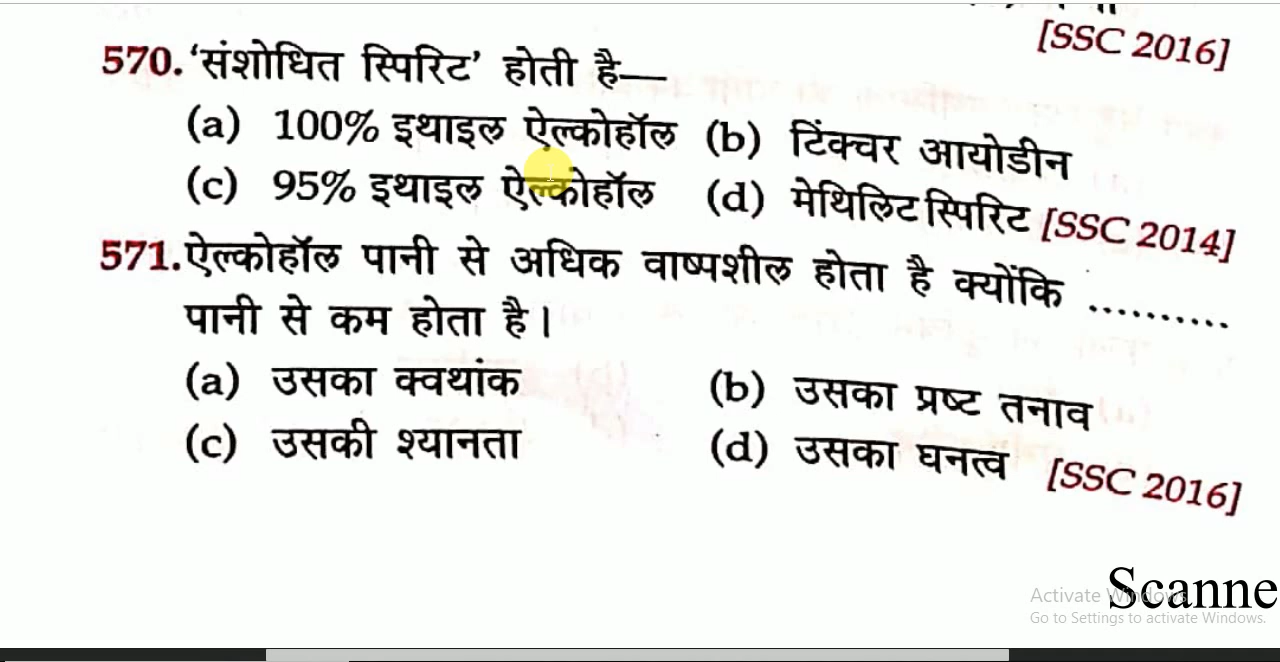 [SSC 2016]
570. ‘संशोधित स्पिरिट’ होती है—
(a) 100% इथाइल ऐल्कोहॉल (b) टिंक्चर आयोडीन
(c) 95% इथाइल ऐल्कोहॉल (d) मेथिलिट स्पिरिट [SSC 2014]
571. ऐल्कोहॉल पानी से अधिक वाष्पशील होता है क्योंकि ..........
पानी से कम होता है।
(a) उसका क्वथांक (b) उसका प्रष्ट तनाव
(c) उसकी श्यानता (d) उसका घनत्व [SSC 2016]
Scanne
Activate Windows
Go to Settings to activate Windows.